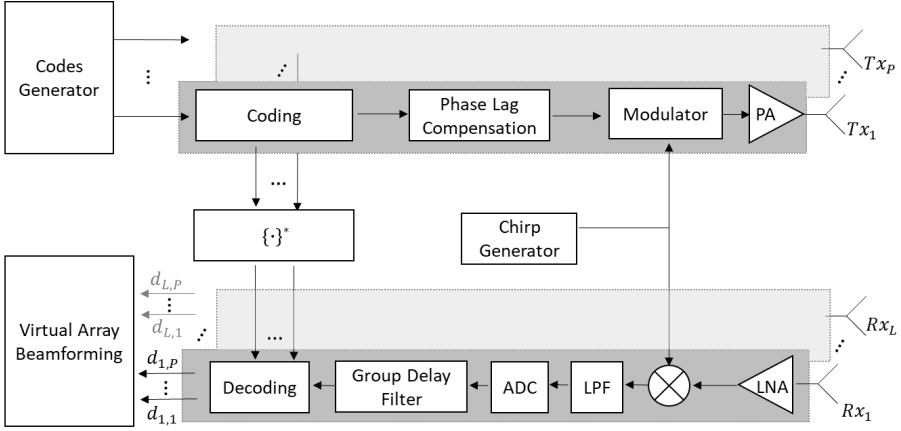 Codes
Generator
...
Coding
Phase Lag
Compensation
Modulator
PA
Tx_P
...
Tx_1
...
{·}*
Chirp
Generator
Virtual Array
Beamforming
d_{L,P}
...
d_{L,1}
d_{1,P}
...
d_{1,1}
...
Decoding
Group Delay
Filter
ADC
LPF
LNA
Rx_L
...
Rx_1